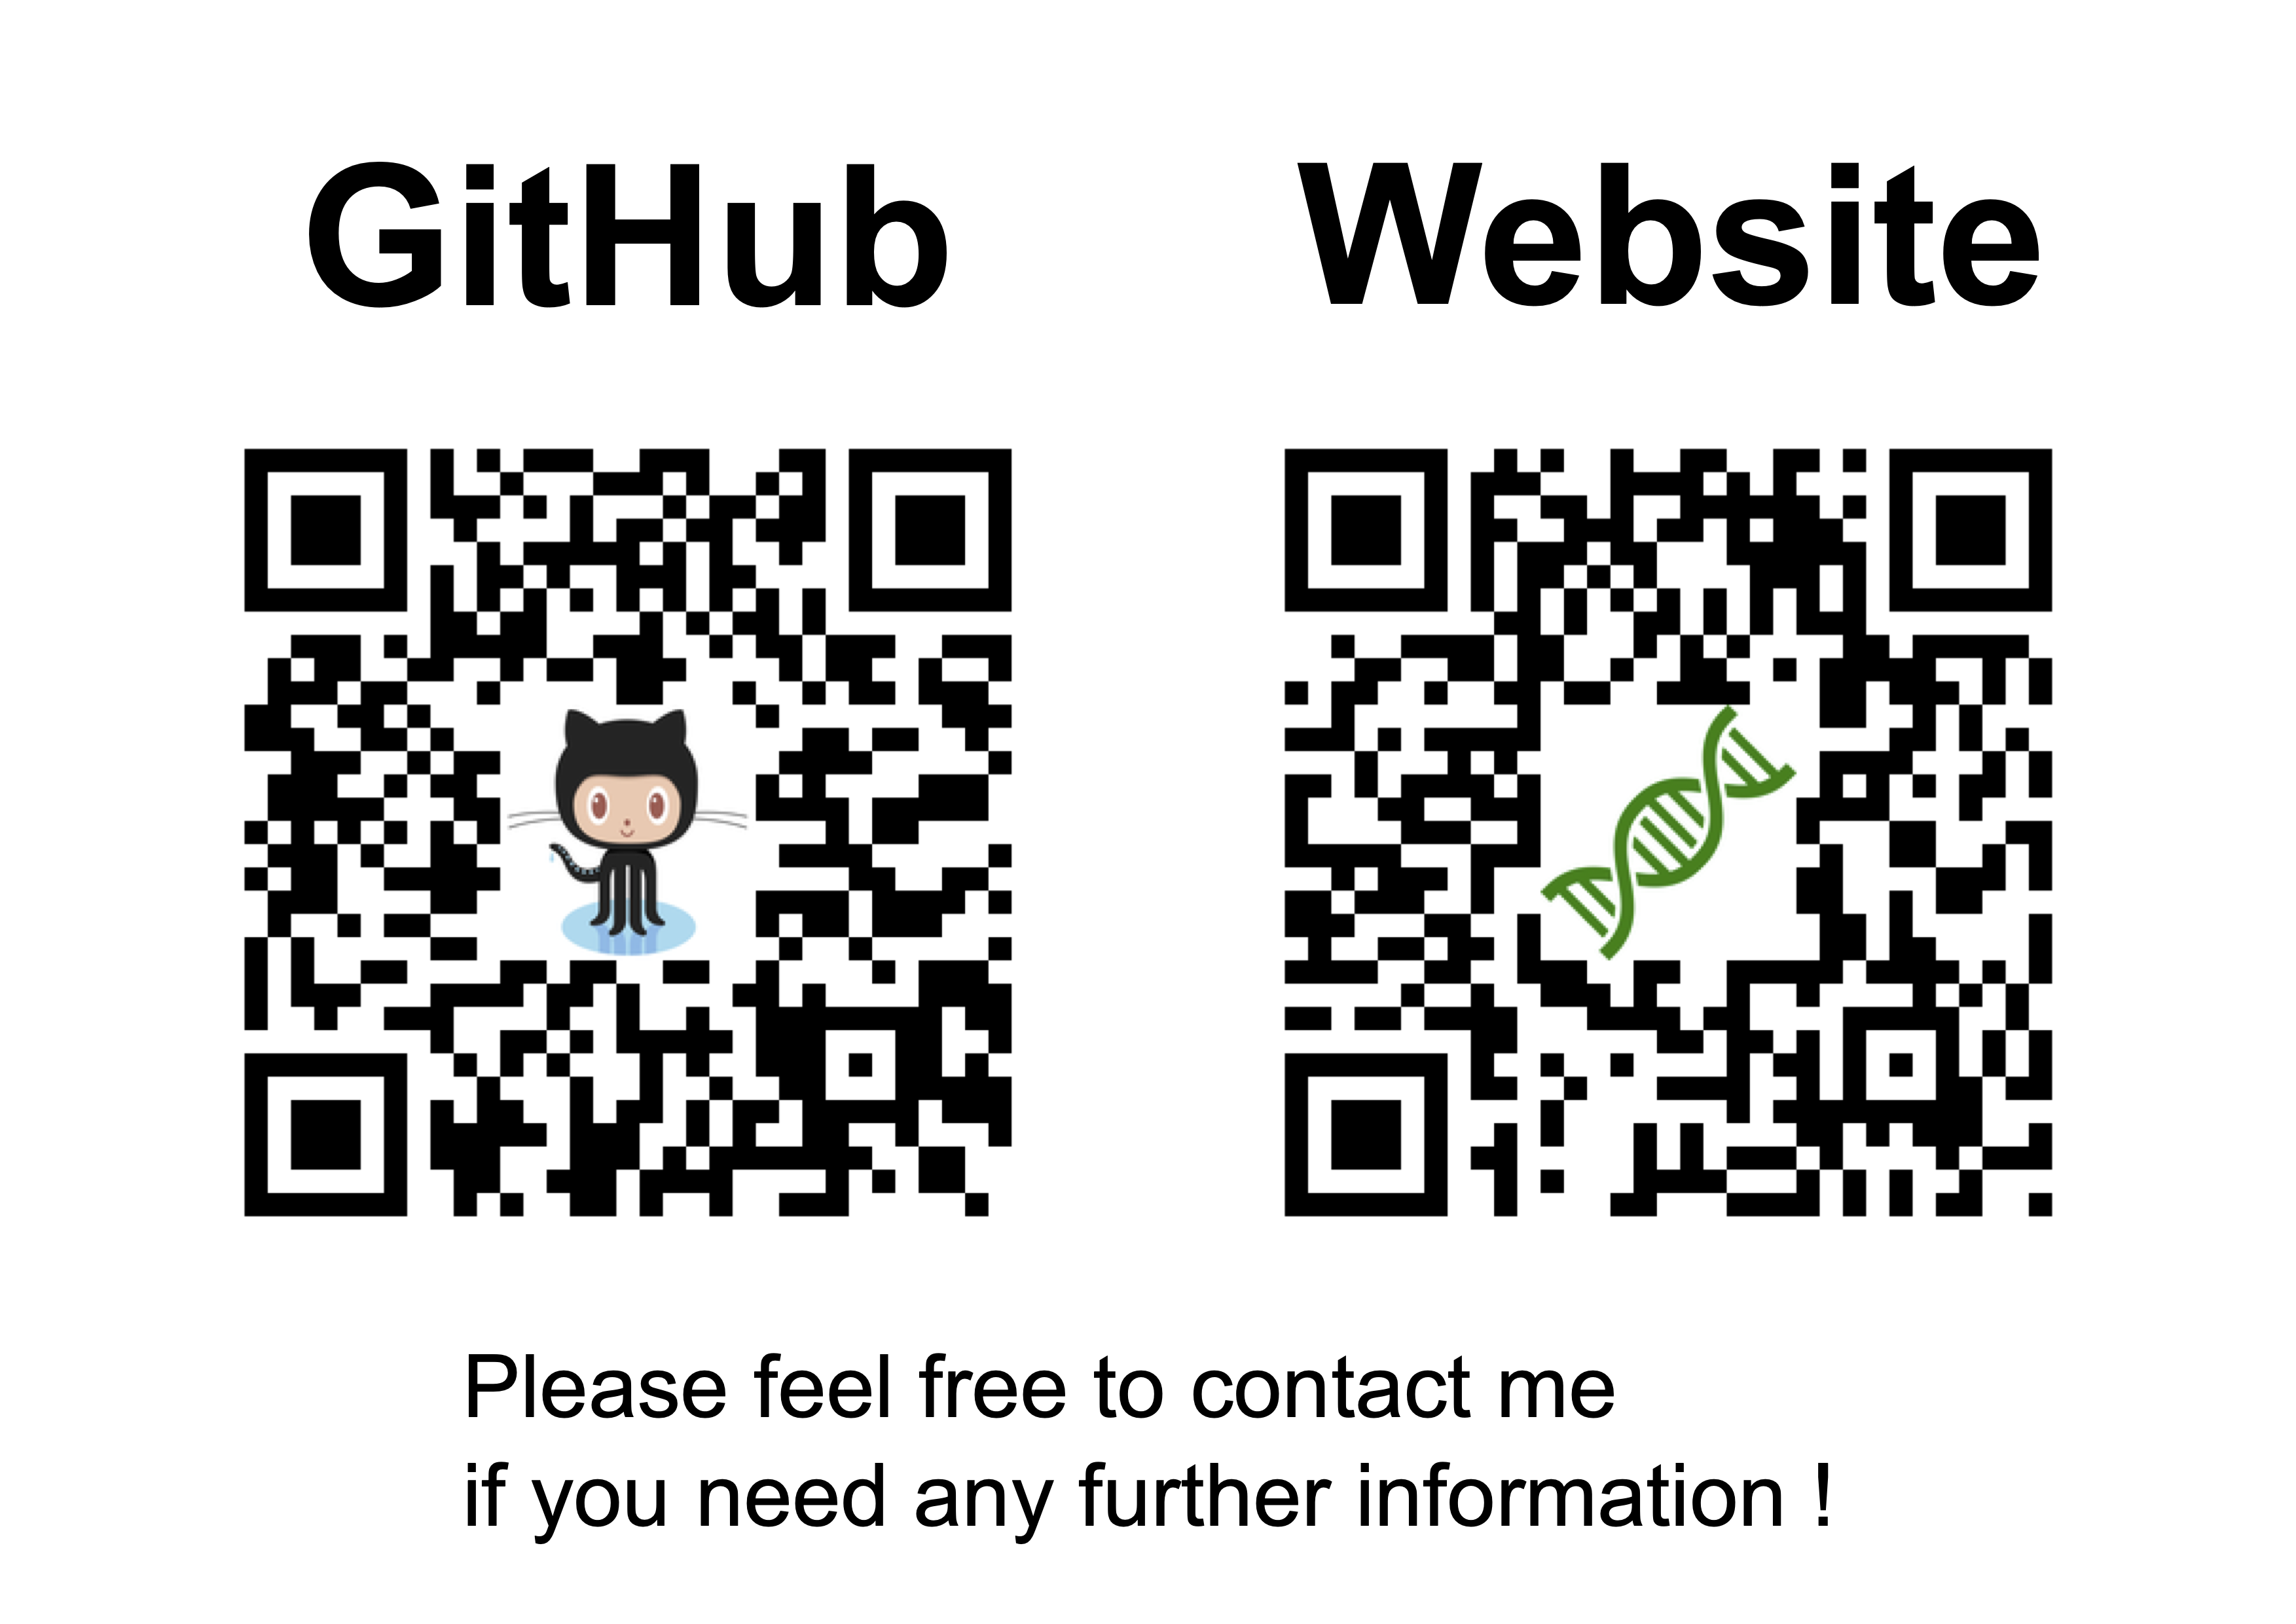 GitHub Website
Please feel free to contact me
if you need any further information !